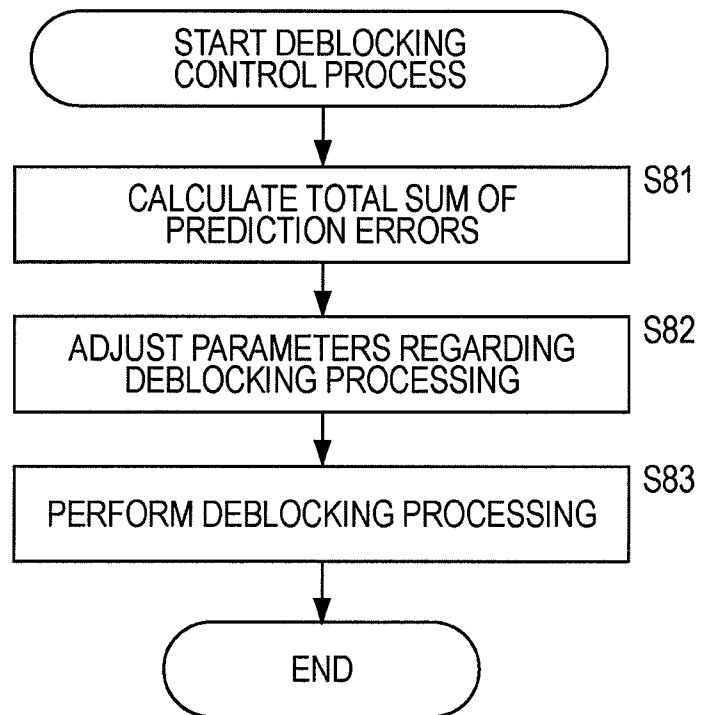 START DEBLOCKING
CONTROL PROCESS
S81
CALCULATE TOTAL SUM OF
PREDICTION ERRORS
S82
ADJUST PARAMETERS REGARDING
DEBLOCKING PROCESSING
S83
PERFORM DEBLOCKING PROCESSING
END